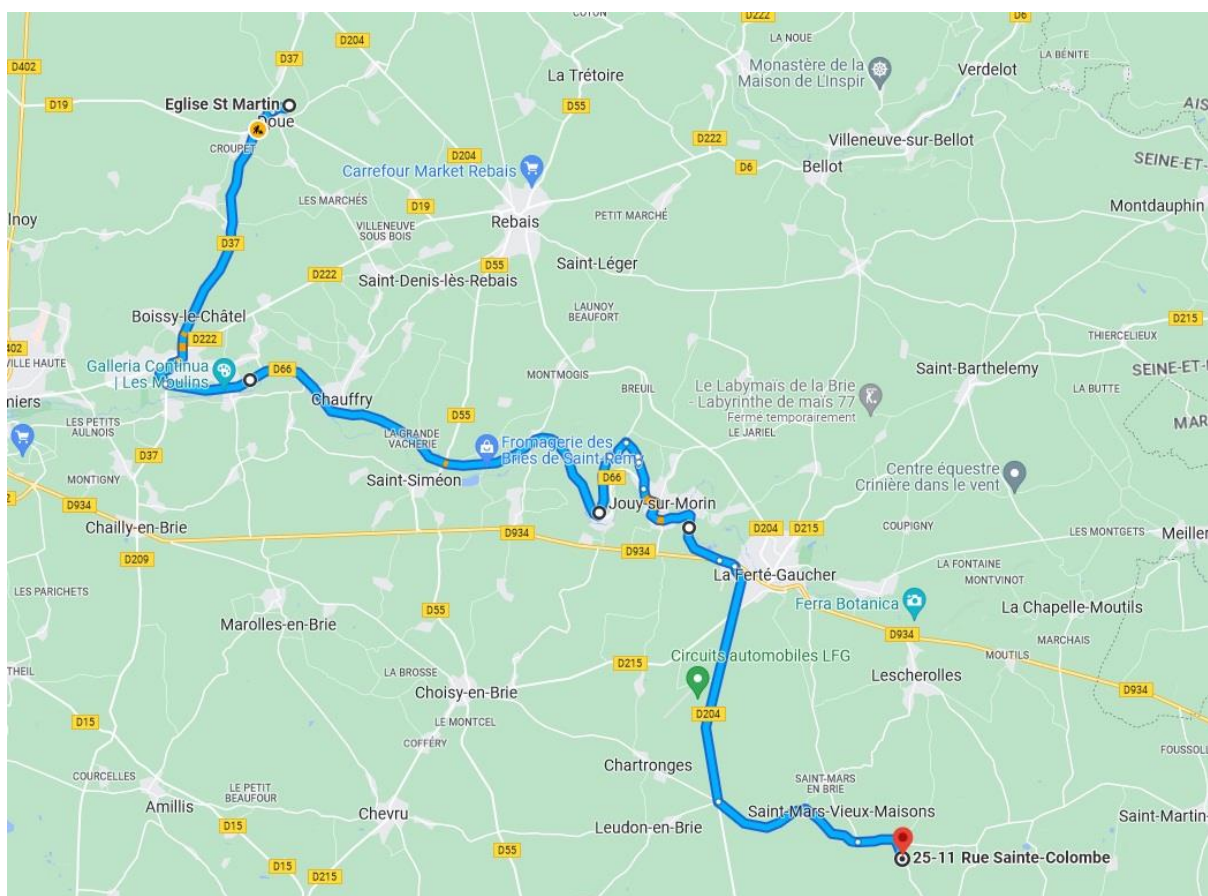 COTON
D222
D6
LA NOUE
D37
D204
LA BÉNITE
D402
La Trétoire
Monastère de la
Maison de L'Inspir
Verdelot
Eglise St Martin
D19
D55
AIS
Doue
CROUPET
D222
Villeneuve-sur-Bellot
D204
D6
Bellot
SEINE-ET-
Carrefour Market Rebais
LES MARCHÉS
D19
Montdauphin
PETIT MARCHÉ
Inoy
VILLENEUVE
SOUS BOIS
Rebais
D37
D55
Saint-Léger
D222
Saint-Denis-lès-Rebais
LAUNOY
BEAUFORT
Boissy-le-Châtel
D215
THIERCELIEUX
D222
402
VILLE HAUTE
Galleria Continua
| Les Moulins
D66
MONTMOGIS
Saint-Barthelemy
SEINE-ET-
miers
Chauffry
BREUIL
Le Labymaïs de la Brie
- Labyrinthe de maïs 77
Fermé temporairement
LA BUTTE
LES PETITS
AULNOIS
D55
LE JARIEL
MAR
LA GRANDE
VACHERIE
Fromagerie des
Bries de Saint Rémy
D37
MONTIGNY
Saint-Siméon
D66
Centre équestre
Crinière dans le vent
Jouy-sur-Morin
D934
Chailly-en-Brie
D934
D204
D215
COUPIGNY
LES MONTGETS
Meiller
D209
D934
La Ferté-Gaucher
LA FONTAINE
MONTVINOT
LES PARICHETS
Ferra Botanica
La Chapelle-Moutils
D55
Marolles-en-Brie
D934
MARCHAIS
THEIL
LA BROSSE
D215
Circuits automobiles LFG
MOUTILS
Choisy-en-Brie
Lescherolles
D934
D15
LE MONTCEL
D204
COFFÉRY
FOUSSOLL
Chartronges
SAINT-MARS
EN BRIE
COURCELLES
LE PETIT
BEAUFOUR
Amillis
Chevru
Saint-Mars-Vieux-Maisons
Saint-Martin-
D15
Leudon-en-Brie
D55
25-11 Rue Sainte-Colombe
D15
D215